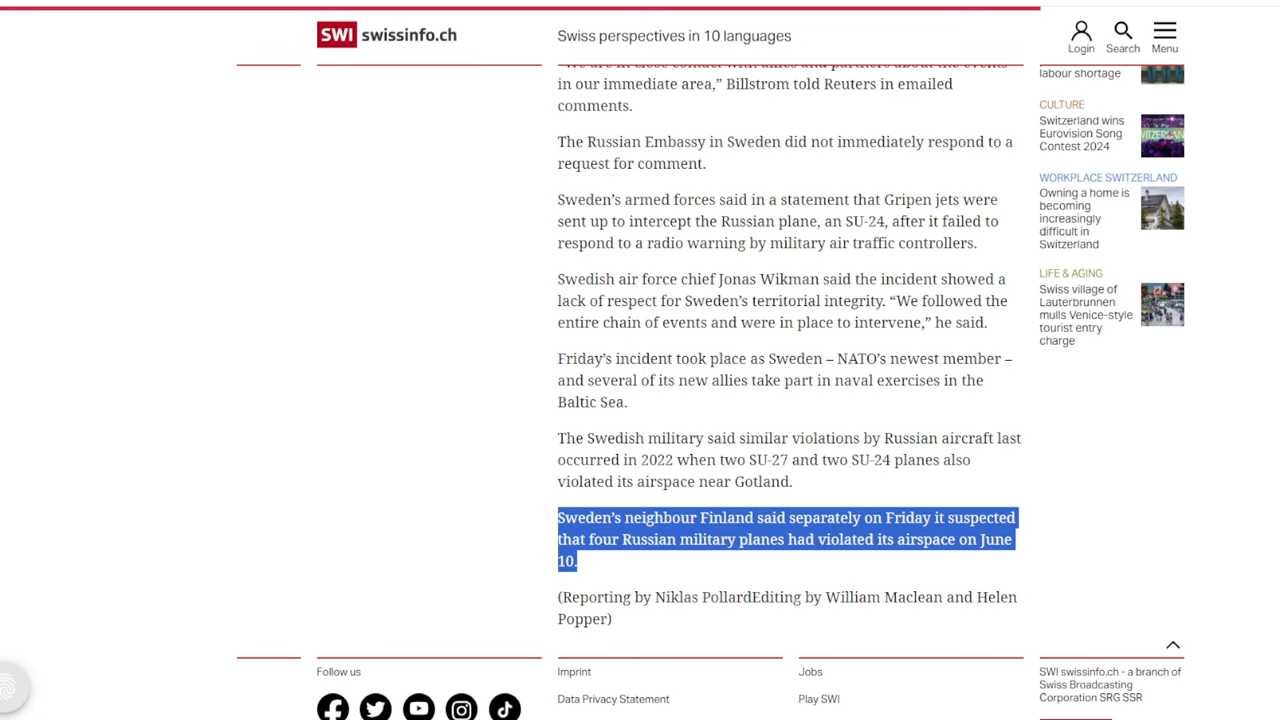 SWI swissinfo.ch
Swiss perspectives in 10 languages
Login
Search
Menu
“We are in close contact with allies and partners about the events
in our immediate area,” Billstrom told Reuters in emailed
comments.
The Russian Embassy in Sweden did not immediately respond to a
request for comment.
Sweden’s armed forces said in a statement that Gripen jets were
sent up to intercept the Russian plane, an SU-24, after it failed to
respond to a radio warning by military air traffic controllers.
Swedish air force chief Jonas Wikman said the incident showed a
lack of respect for Sweden’s territorial integrity. “We followed the
entire chain of events and were in place to intervene,” he said.
Friday’s incident took place as Sweden – NATO’s newest member –
and several of its new allies take part in naval exercises in the
Baltic Sea.
The Swedish military said similar violations by Russian aircraft last
occurred in 2022 when two SU-27 and two SU-24 planes also
violated its airspace near Gotland.
Sweden’s neighbour Finland said separately on Friday it suspected
that four Russian military planes had violated its airspace on June
10.
(Reporting by Niklas PollardEditing by William Maclean and Helen
Popper)
labour shortage
CULTURE
Switzerland wins
Eurovision Song
Contest 2024
WORKPLACE SWITZERLAND
Owning a home is
becoming
increasingly
difficult in
Switzerland
LIFE & AGING
Swiss village of
Lauterbrunnen
mulls Venice-style
tourist entry
charge
Follow us
Imprint
Data Privacy Statement
Jobs
Play SWI
SWI swissinfo.ch - a branch of
Swiss Broadcasting
Corporation SRG SSR